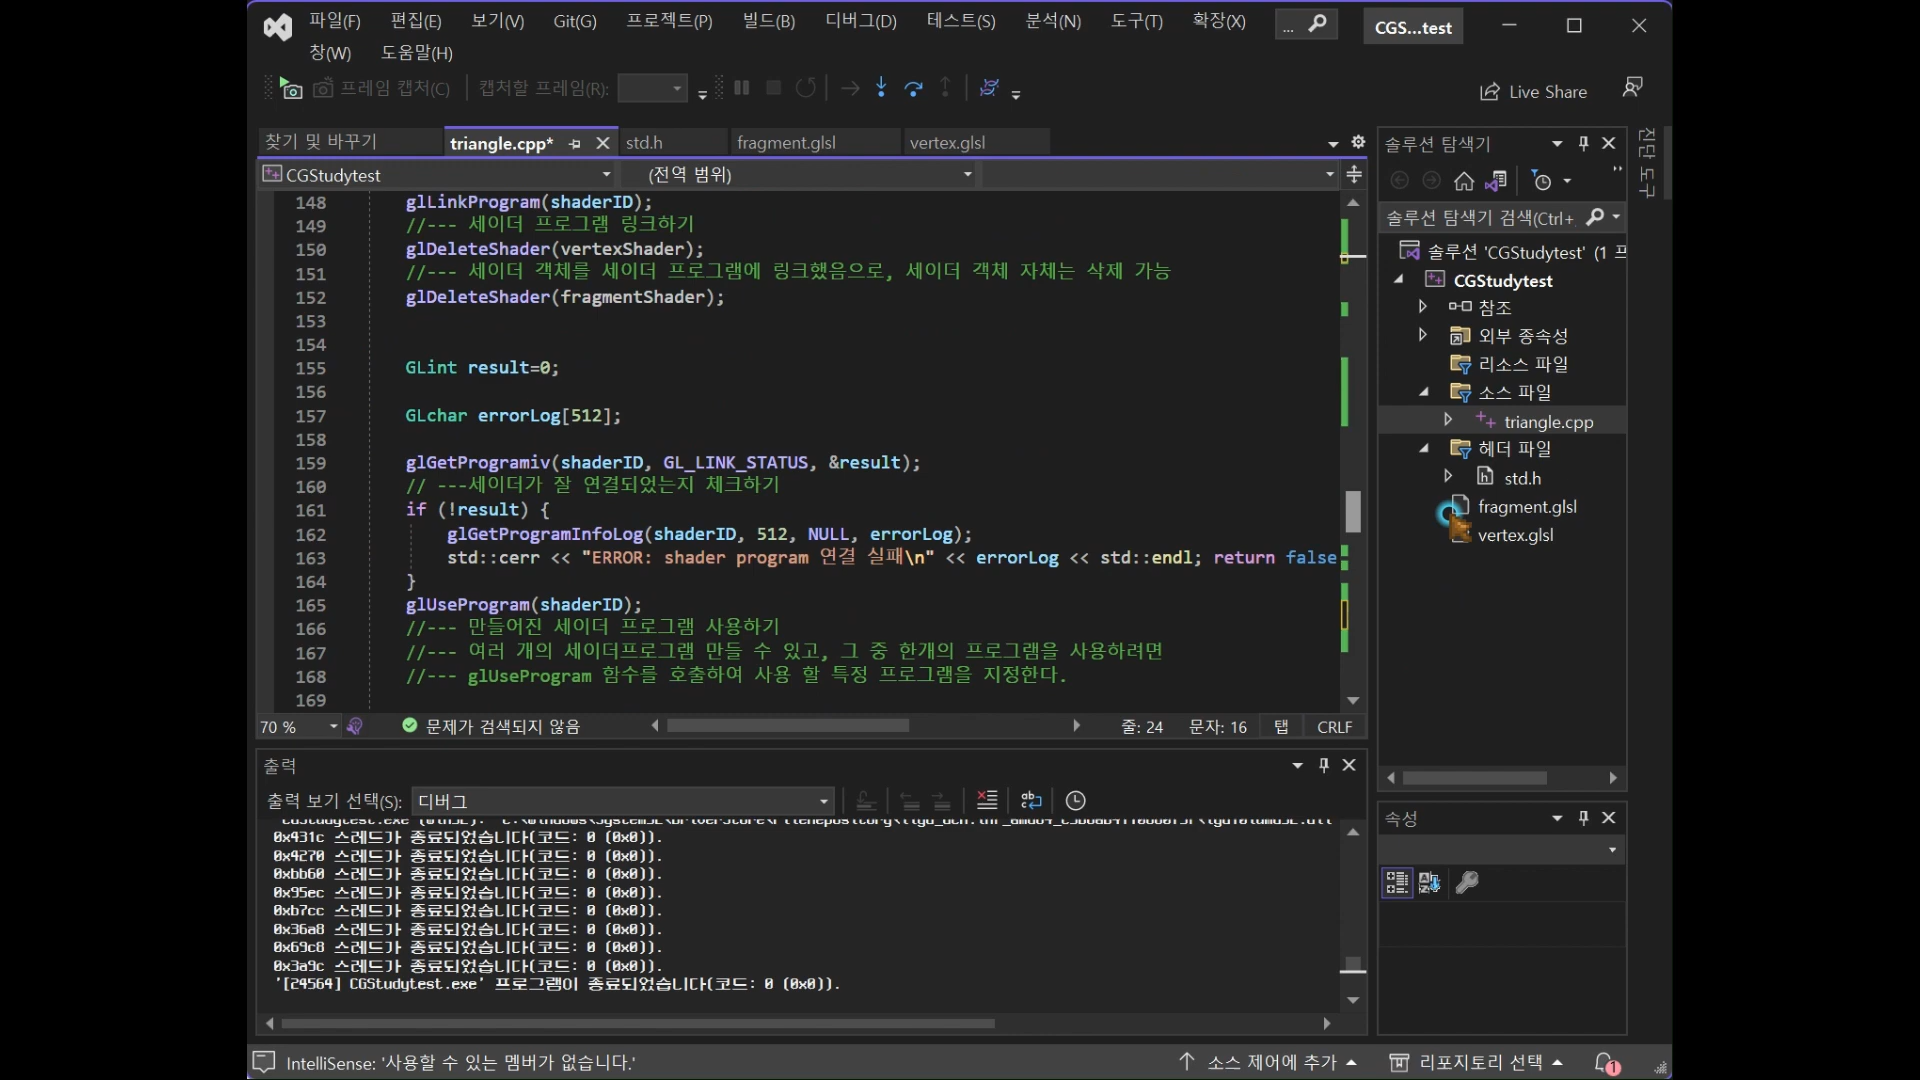 파일(F) 편집(E) 보기(V) Git(G) 프로젝트(P) 빌드(B) 디버그(D) 테스트(S) 분석(N) 도구(T) 확장(X) ... CGS...test
창(W) 도움말(H)
프레임 캡처(C) 캡처할 프레임(R): Live Share
찾기 및 바꾸기 triangle.cpp* std.h fragment.glsl vertex.glsl
CGStudytest (전역 범위)
148 glLinkProgram(shaderID);
149 //--- 세이더 프로그램 링크하기
150 glDeleteShader(vertexShader);
151 //--- 세이더 객체를 세이더 프로그램에 링크했음으로, 세이더 객체 자체는 삭제 가능
152 glDeleteShader(fragmentShader);
153
154
155 GLint result=0;
156
157 GLchar errorLog[512];
158
159 glGetProgramiv(shaderID, GL_LINK_STATUS, &result);
160 // ---세이더가 잘 연결되었는지 체크하기
161 if (!result) {
162 glGetProgramInfoLog(shaderID, 512, NULL, errorLog);
163 std::cerr << "ERROR: shader program 연결 실패\n" << errorLog << std::endl; return false
164 }
165 glUseProgram(shaderID);
166 //--- 만들어진 세이더 프로그램 사용하기
167 //--- 여러 개의 세이더프로그램 만들 수 있고, 그 중 한개의 프로그램을 사용하려면
168 //--- glUseProgram 함수를 호출하여 사용 할 특정 프로그램을 지정한다.
169
70 % 문제가 검색되지 않음 줄: 24 문자: 16 탭 CRLF
출력
출력 보기 선택(S): 디버그
0x431c 스레드가 종료되었습니다(코드: 0 (0x0)).
0x4270 스레드가 종료되었습니다(코드: 0 (0x0)).
0xbb60 스레드가 종료되었습니다(코드: 0 (0x0)).
0x95ec 스레드가 종료되었습니다(코드: 0 (0x0)).
0xb7cc 스레드가 종료되었습니다(코드: 0 (0x0)).
0x36a8 스레드가 종료되었습니다(코드: 0 (0x0)).
0x69c8 스레드가 종료되었습니다(코드: 0 (0x0)).
0x3a9c 스레드가 종료되었습니다(코드: 0 (0x0)).
'[24564] CGStudytest.exe' 프로그램이 종료되었습니다(코드: 0 (0x0)).
솔루션 탐색기
솔루션 탐색기 검색(Ctrl+
솔루션 'CGStudytest' (1 프
CGStudytest
참조
외부 종속성
리소스 파일
소스 파일
triangle.cpp
헤더 파일
std.h
fragment.glsl
vertex.glsl
속성
진단 도구
IntelliSense: '사용할 수 있는 멤버가 없습니다.' 소스 제어에 추가 리포지토리 선택 1